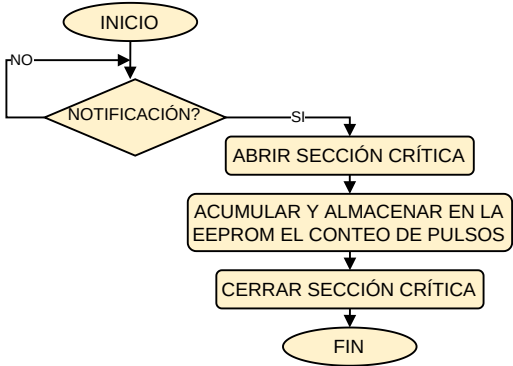 INICIO
NO
NOTIFICACIÓN?
SI
ABRIR SECCIÓN CRÍTICA
ACUMULAR Y ALMACENAR EN LA
EEPROM EL CONTEO DE PULSOS
CERRAR SECCIÓN CRÍTICA
FIN